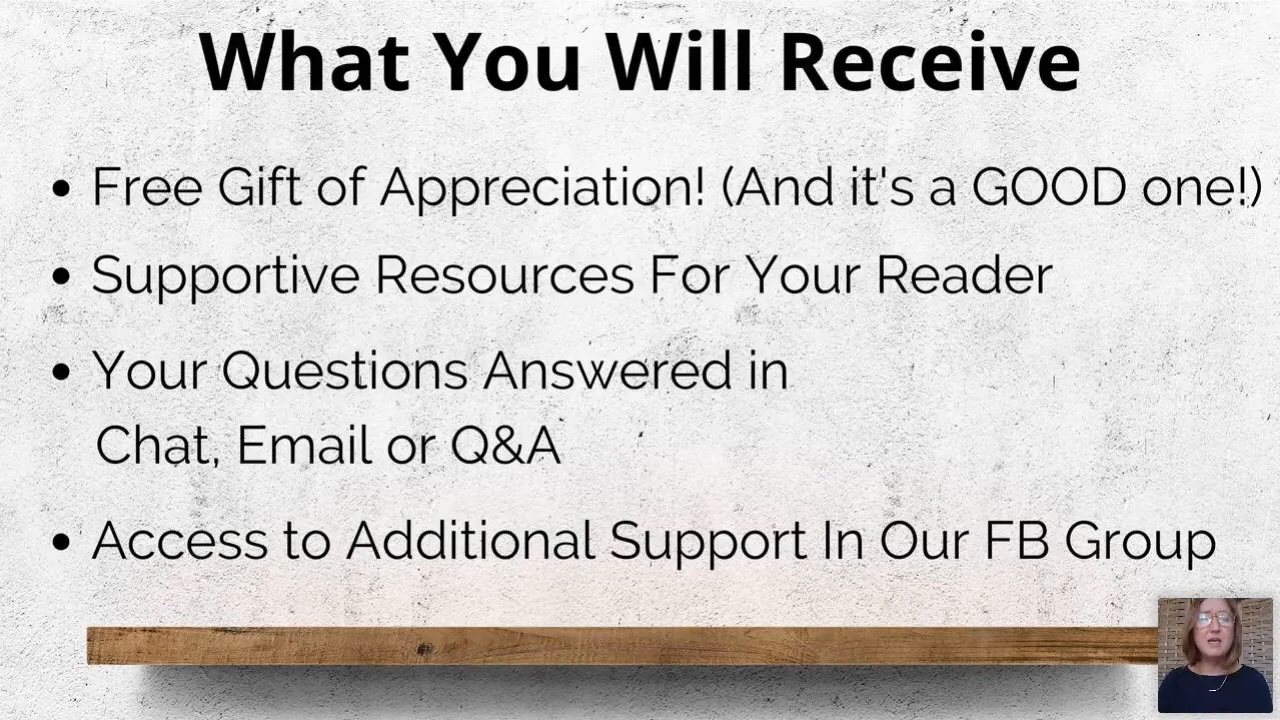 What You Will Receive
• Free Gift of Appreciation! (And it's a GOOD one!)
• Supportive Resources For Your Reader
• Your Questions Answered in
Chat, Email or Q&A
• Access to Additional Support In Our FB Group